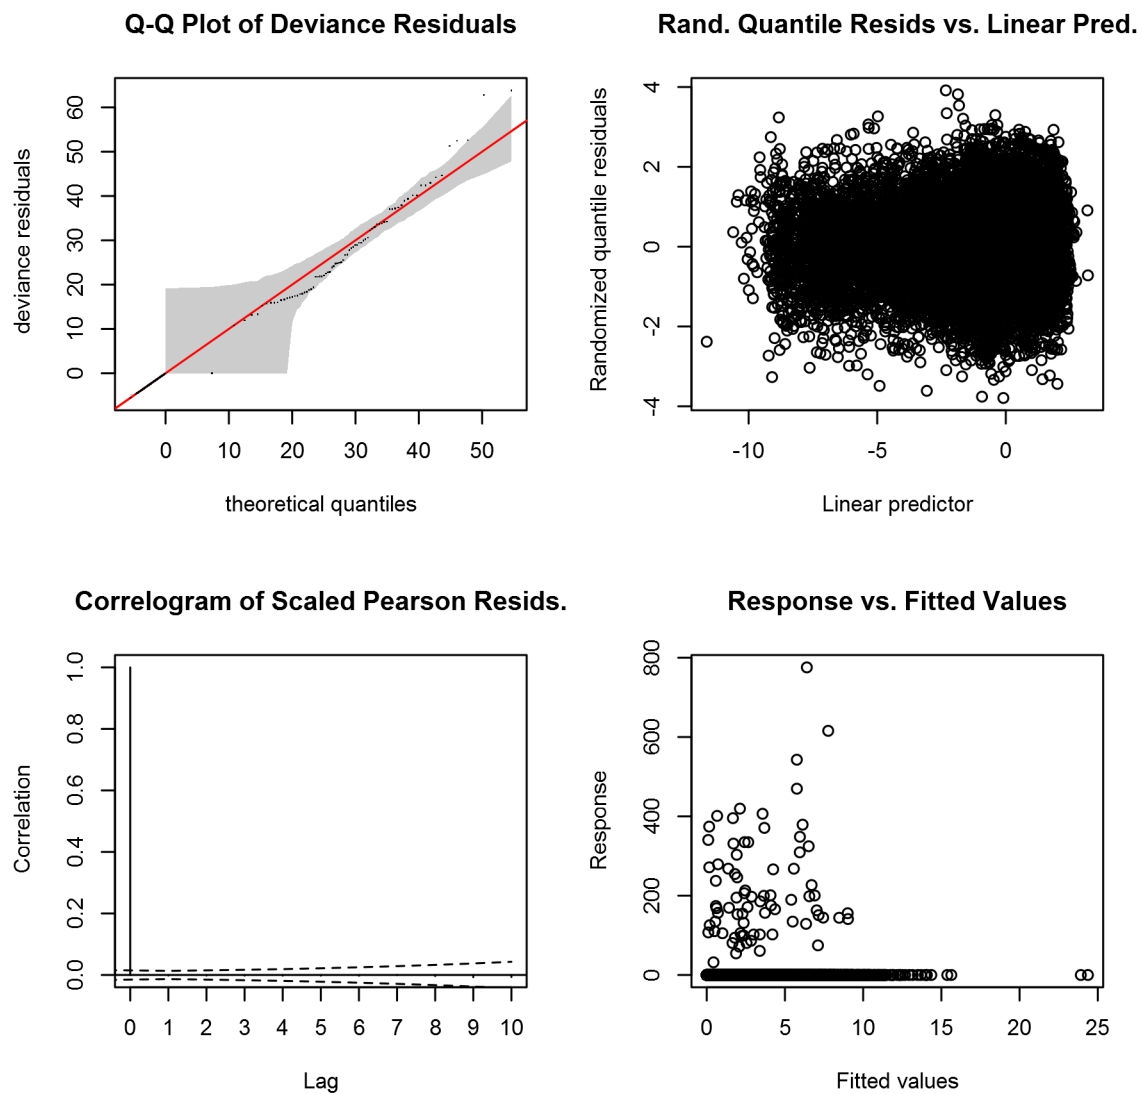 Q-Q Plot of Deviance Residuals
deviance residuals
60
50
40
30
20
10
0
0 10 20 30 40 50
theoretical quantiles
Rand. Quantile Resids vs. Linear Pred.
Randomized quantile residuals
4
2
0
-2
-4
-10 -5 0
Linear predictor
Correlogram of Scaled Pearson Resids.
Correlation
1.0
0.8
0.6
0.4
0.2
0.0
0 1 2 3 4 5 6 7 8 9 10
Lag
Response vs. Fitted Values
Response
800
600
400
200
0
0 5 10 15 20 25
Fitted values